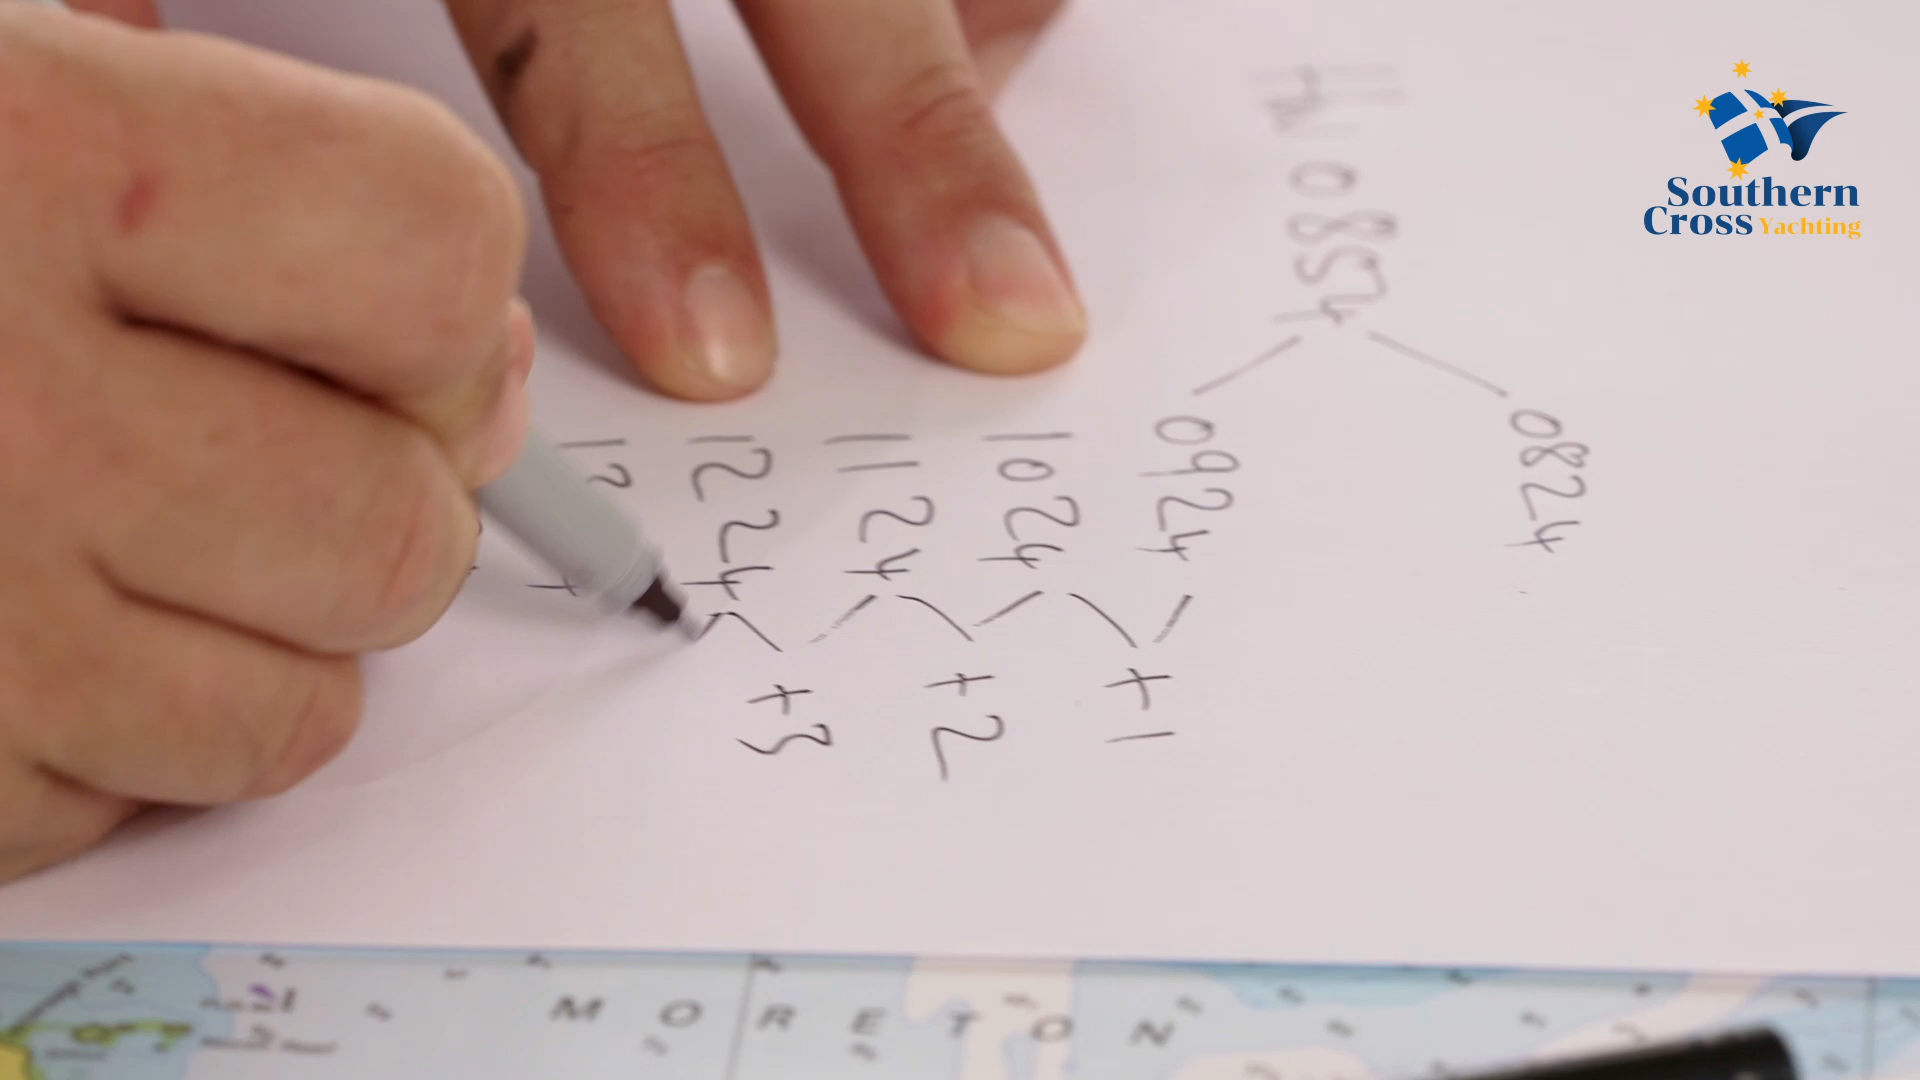 HW 0854
0824
0924
+1
1024
+2
1124
+3
1224
MORETON
Southern
Cross Yachting